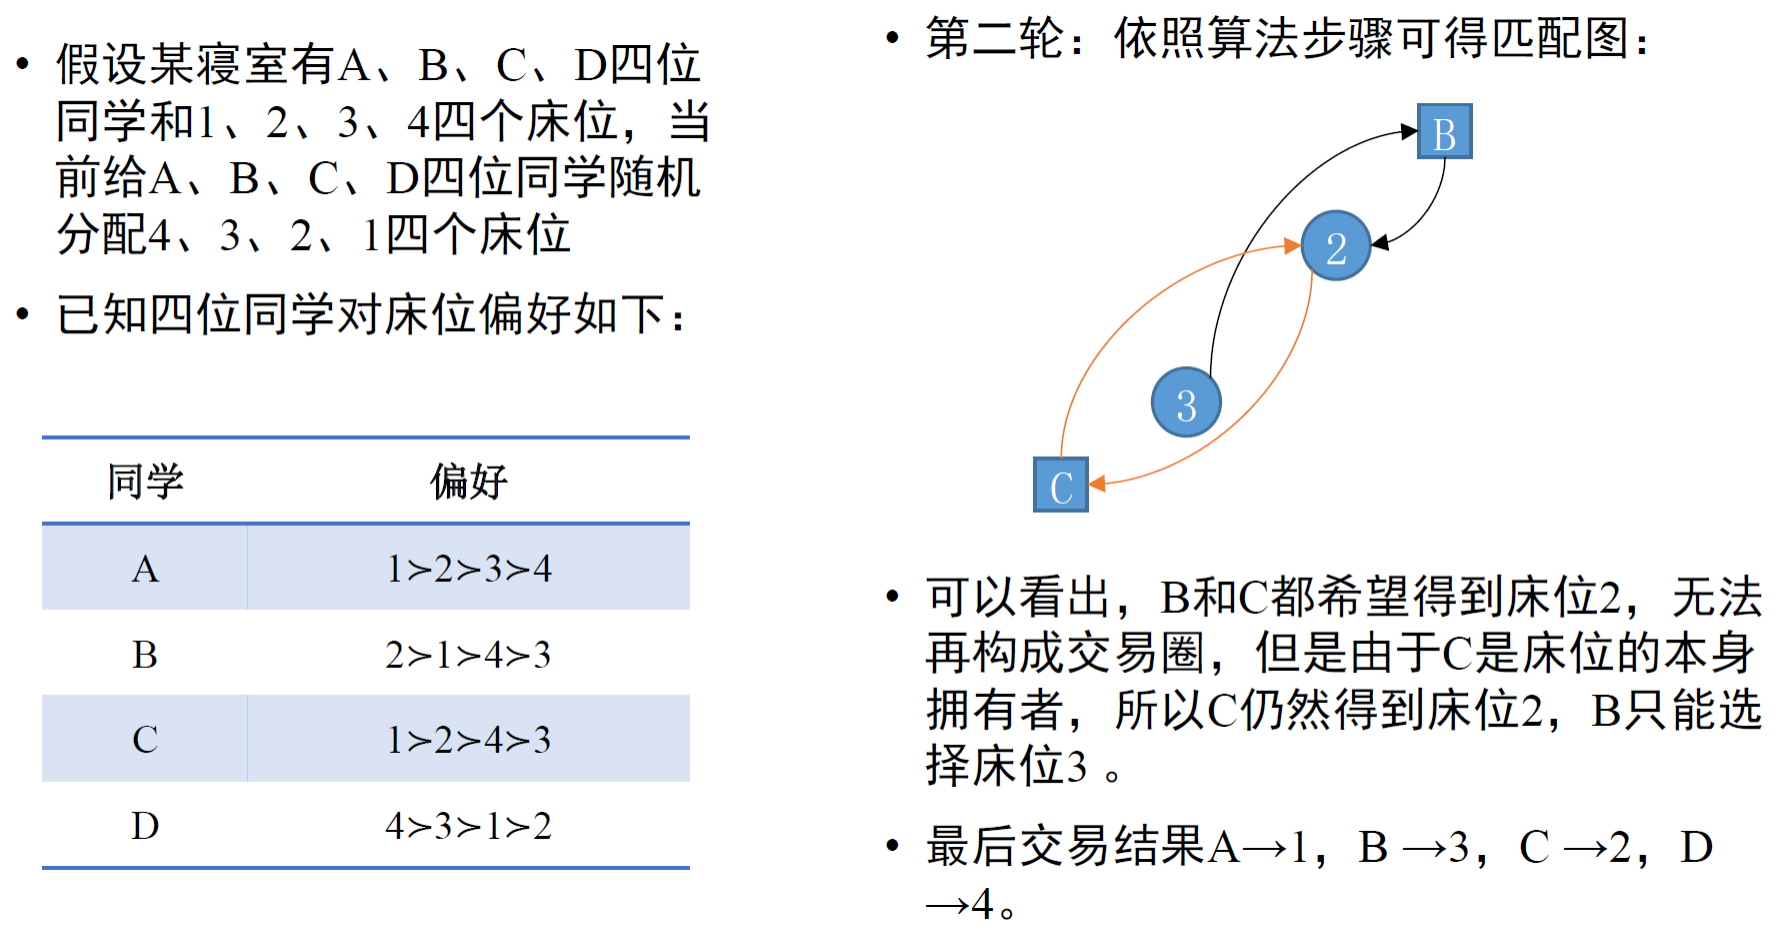 • 假设某寝室有A、B、C、D四位
同学和1、2、3、4四个床位，当
前给A、B、C、D四位同学随机
分配4、3、2、1四个床位
• 已知四位同学对床位偏好如下：
同学 偏好
A 1≻2≻3≻4
B 2≻1≻4≻3
C 1≻2≻4≻3
D 4≻3≻1≻2
• 第二轮：依照算法步骤可得匹配图：
B
2
3
C
• 可以看出，B和C都希望得到床位2，无法
再构成交易圈，但是由于C是床位的本身
拥有者，所以C仍然得到床位2，B只能选
择床位3 。
• 最后交易结果A→1，B →3，C →2，D
→4。